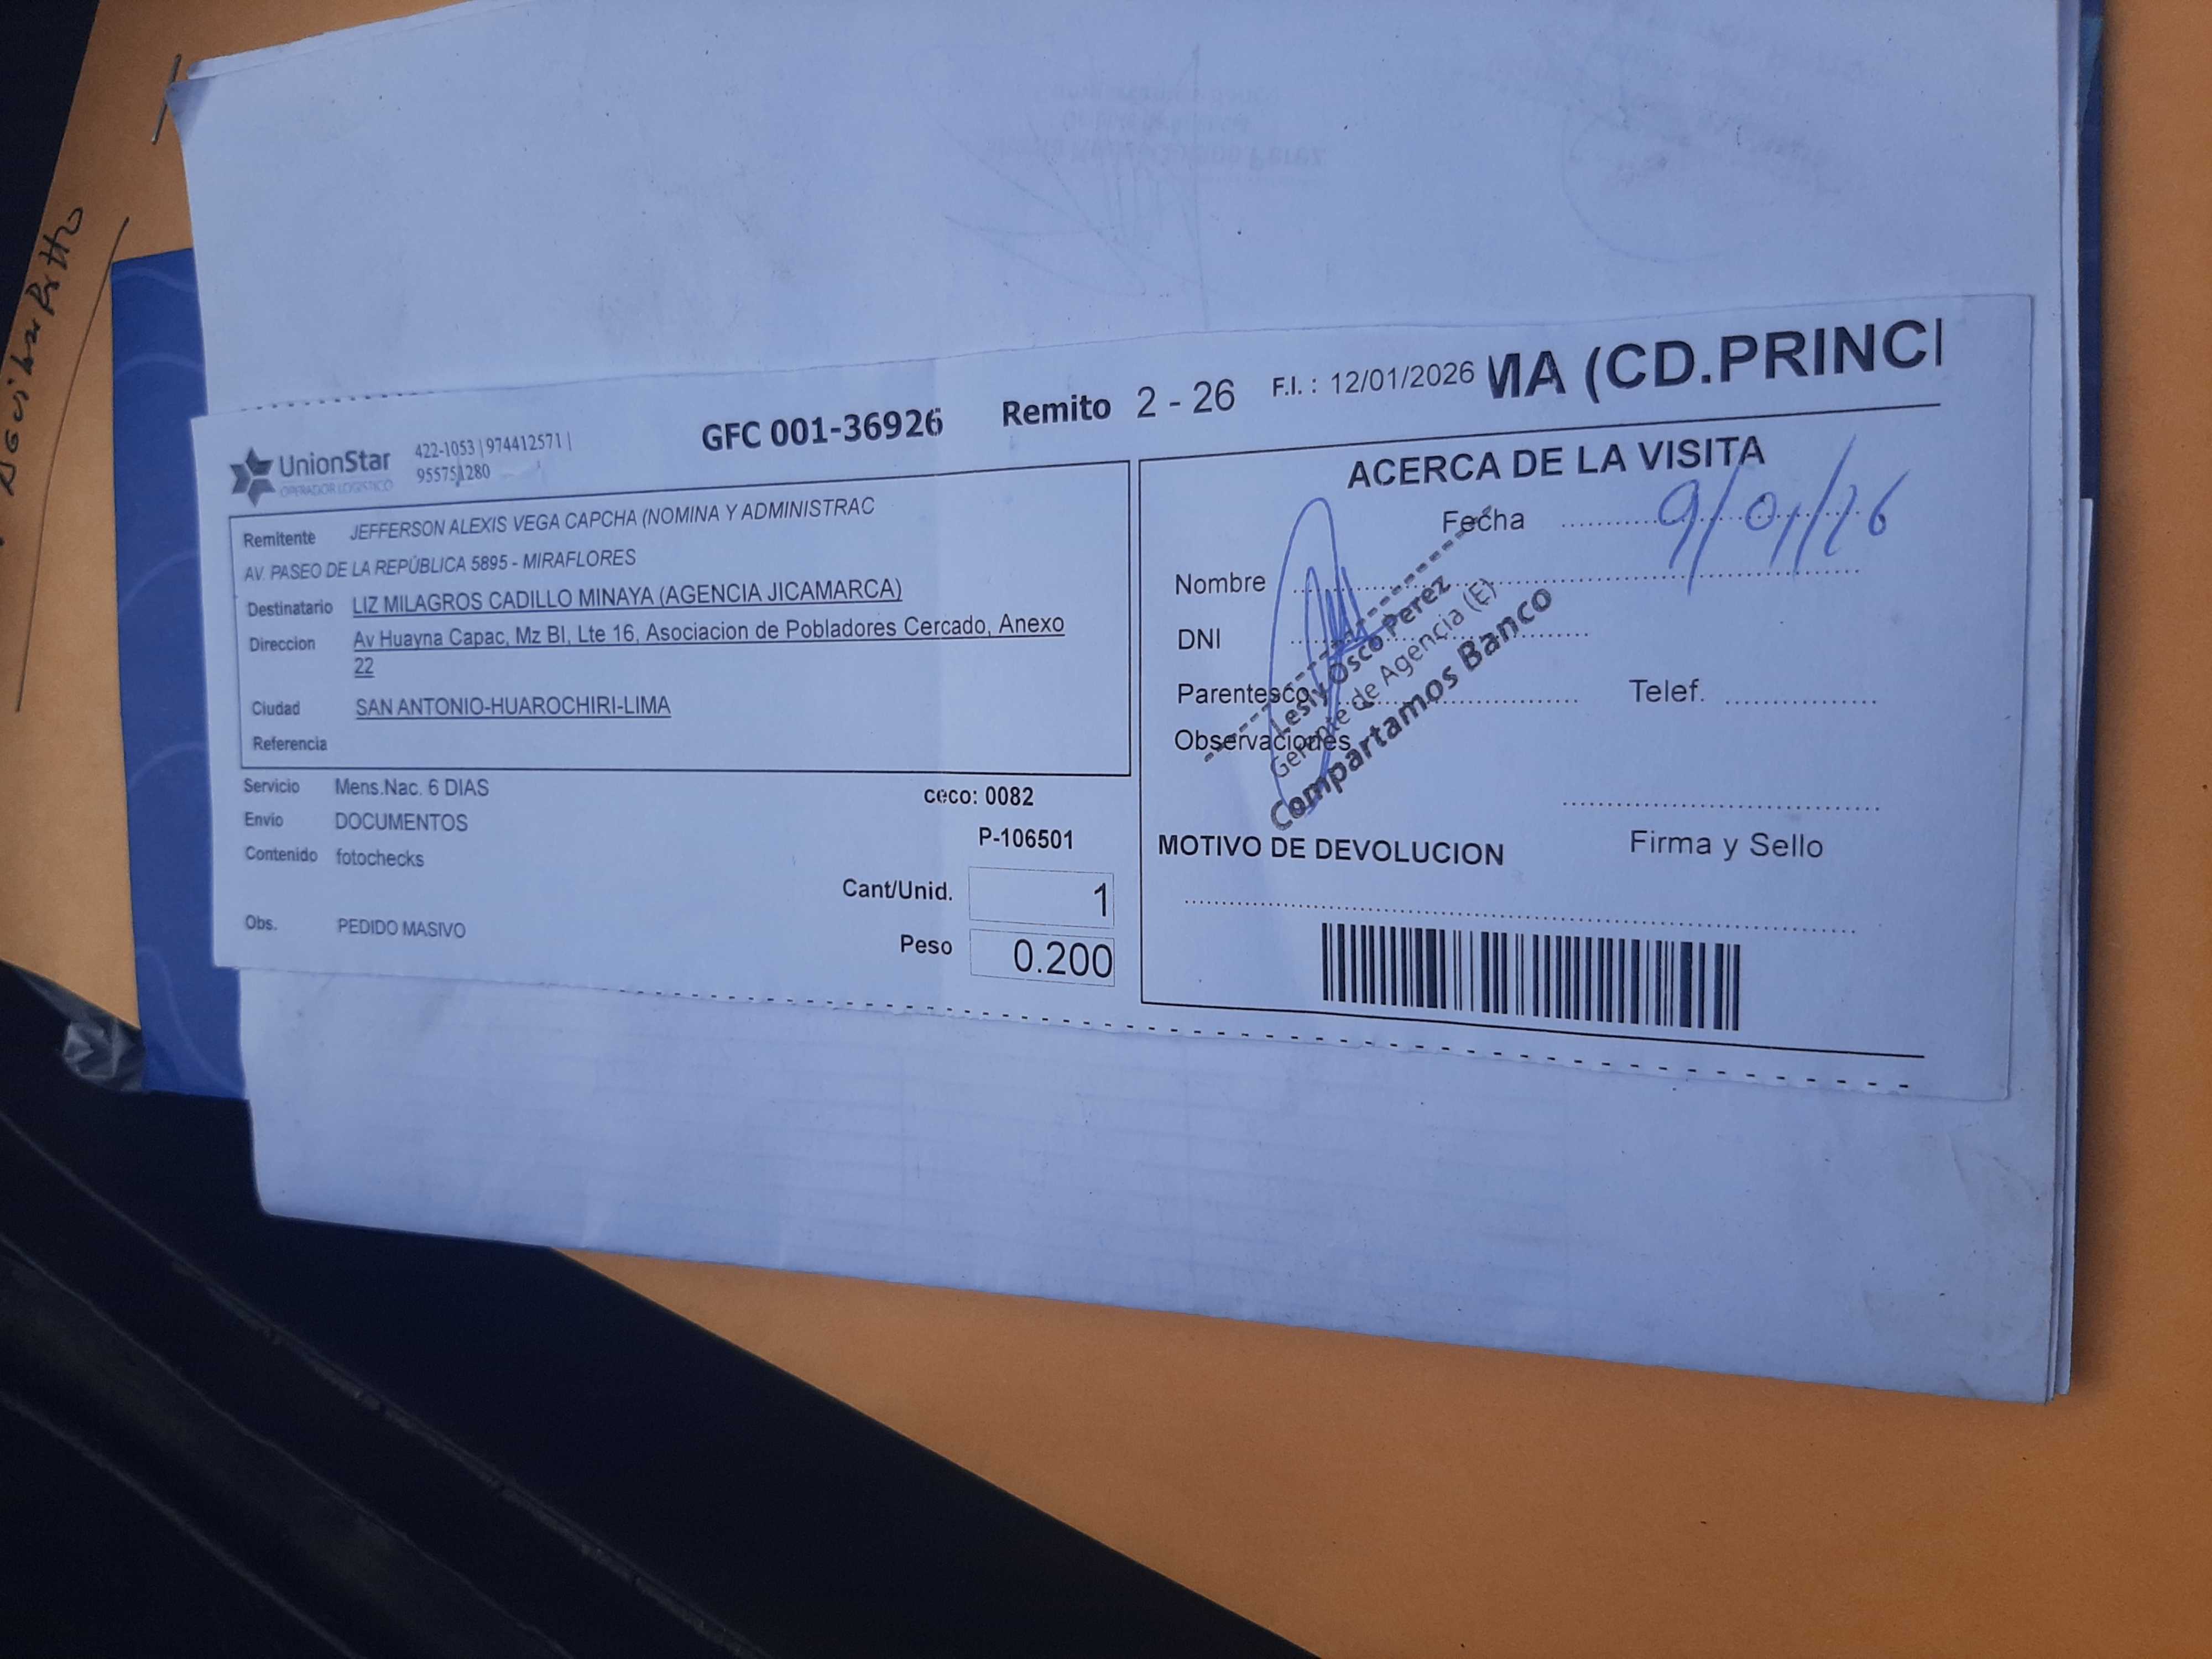 UnionStar
OPERADOR LOGISTICO
422-1053 | 974412571 |
955751280
GFC 001-36926
Remito 2 - 26
F.I. : 12/01/2026
MA (CD.PRINCI
Remitente JEFFERSON ALEXIS VEGA CAPCHA (NOMINA Y ADMINISTRAC
AV. PASEO DE LA REPÚBLICA 5895 - MIRAFLORES
Destinatario LIZ MILAGROS CADILLO MINAYA (AGENCIA JICAMARCA)
Direccion Av Huayna Capac, Mz BI, Lte 16, Asociacion de Pobladores Cercado, Anexo
22
Ciudad SAN ANTONIO-HUAROCHIRI-LIMA
Referencia
Servicio Mens.Nac. 6 DIAS
Envio DOCUMENTOS
Contenido fotochecks
Obs. PEDIDO MASIVO
ceco: 0082
P-106501
Cant/Unid. 1
Peso 0.200
ACERCA DE LA VISITA
Fecha 9/01/26
Nombre
DNI
Parentesco Telef.
Observaciones
Lesly Osco Perez
Gerente de Agencia (E)
Compartamos Banco
Firma y Sello
MOTIVO DE DEVOLUCION